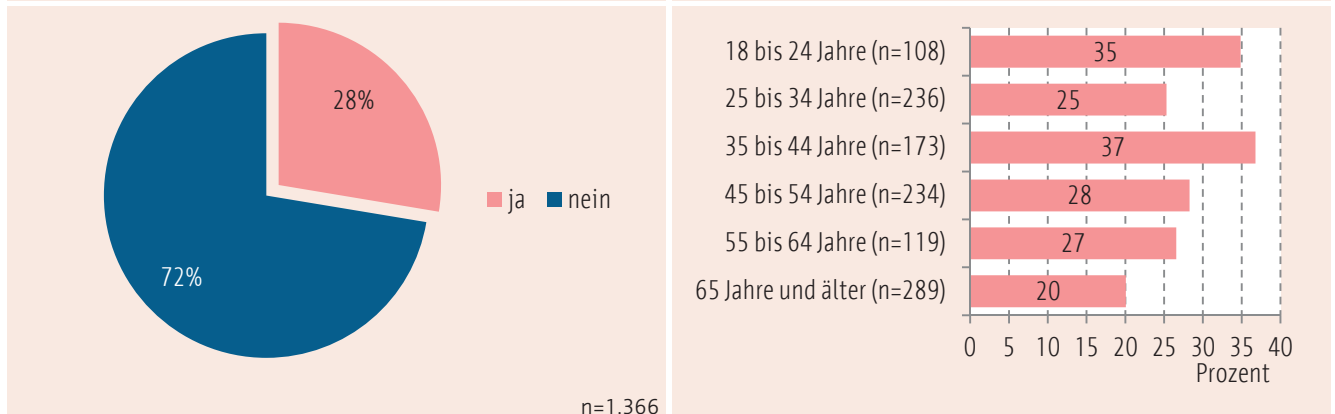 28%
72%
ja nein
n=1.366
18 bis 24 Jahre (n=108) 35
25 bis 34 Jahre (n=236) 25
35 bis 44 Jahre (n=173) 37
45 bis 54 Jahre (n=234) 28
55 bis 64 Jahre (n=119) 27
65 Jahre und älter (n=289) 20
0 5 10 15 20 25 30 35 40
Prozent